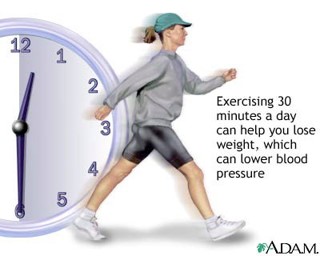 12
1
2
3
4
5
6
Exercising 30
minutes a day
can help you lose
weight, which
can lower blood
pressure
A.D.A.M.